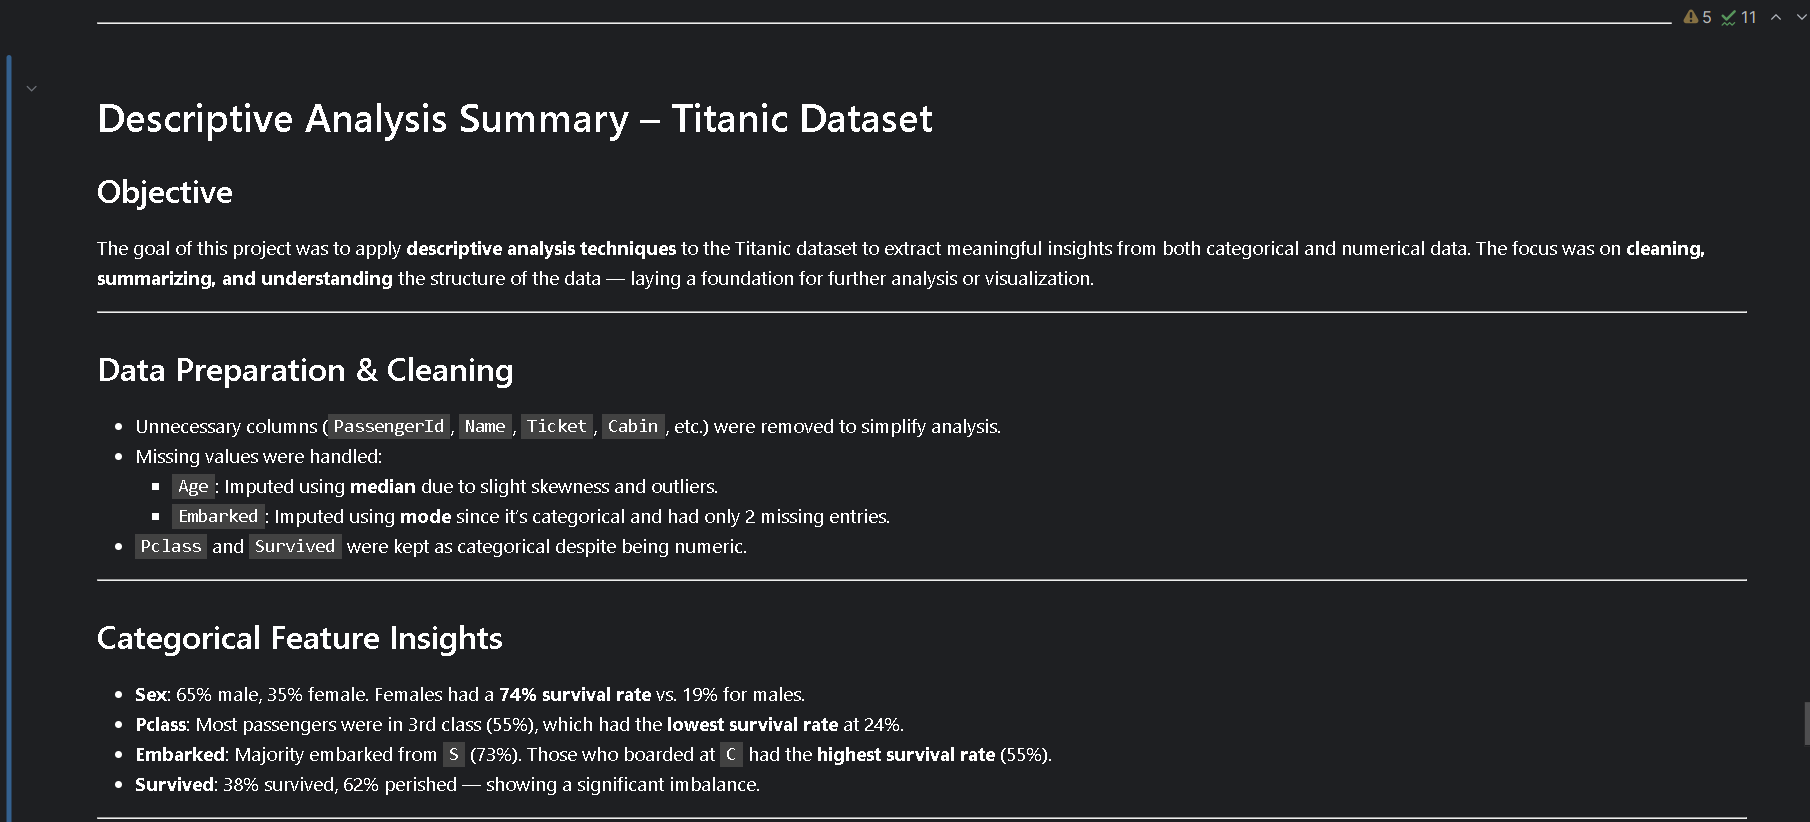 5 11
Descriptive Analysis Summary – Titanic Dataset
Objective
The goal of this project was to apply descriptive analysis techniques to the Titanic dataset to extract meaningful insights from both categorical and numerical data. The focus was on cleaning,
summarizing, and understanding the structure of the data — laying a foundation for further analysis or visualization.
Data Preparation & Cleaning
• Unnecessary columns ( PassengerId , Name , Ticket , Cabin , etc.) were removed to simplify analysis.
• Missing values were handled:
▪ Age : Imputed using median due to slight skewness and outliers.
▪ Embarked : Imputed using mode since it’s categorical and had only 2 missing entries.
• Pclass and Survived were kept as categorical despite being numeric.
Categorical Feature Insights
• Sex: 65% male, 35% female. Females had a 74% survival rate vs. 19% for males.
• Pclass: Most passengers were in 3rd class (55%), which had the lowest survival rate at 24%.
• Embarked: Majority embarked from S (73%). Those who boarded at C had the highest survival rate (55%).
• Survived: 38% survived, 62% perished — showing a significant imbalance.